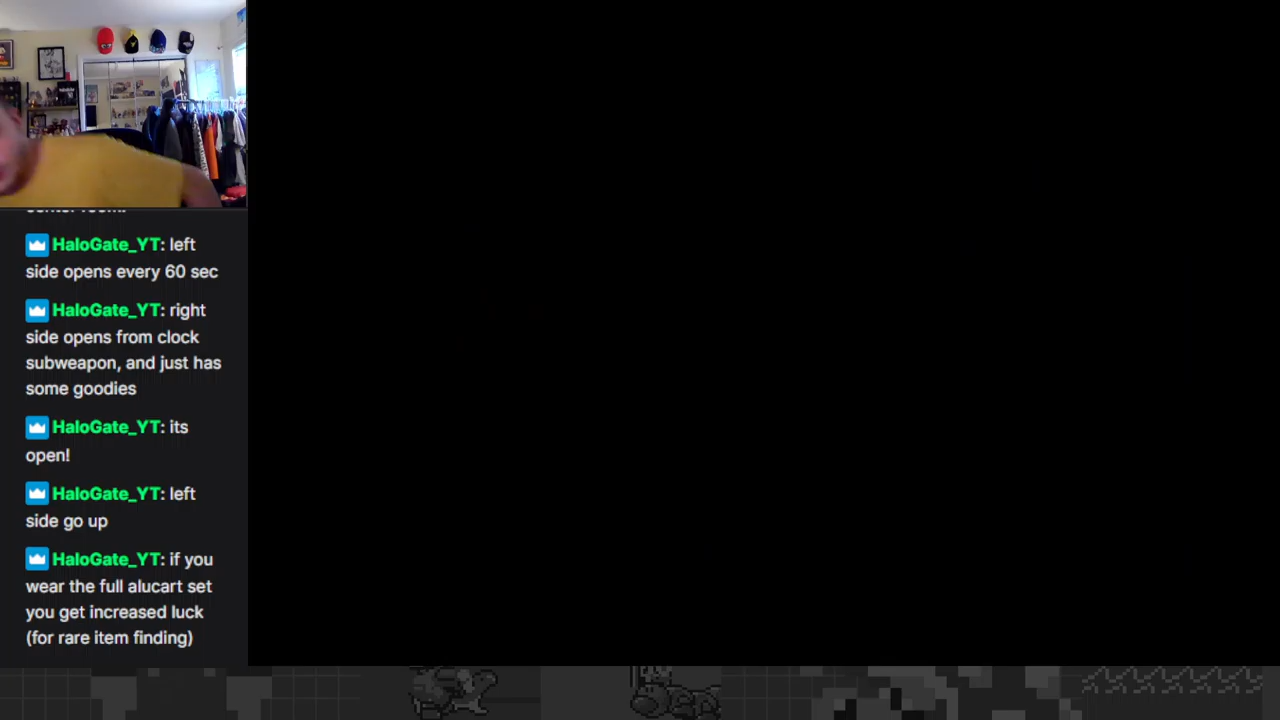 HaloGate_YT: left
side opens every 60 sec
HaloGate_YT: right
side opens from clock
subweapon, and just has
some goodies
HaloGate_YT: its
open!
HaloGate_YT: left
side go up
HaloGate_YT: if you
wear the full alucart set
you get increased luck
(for rare item finding)